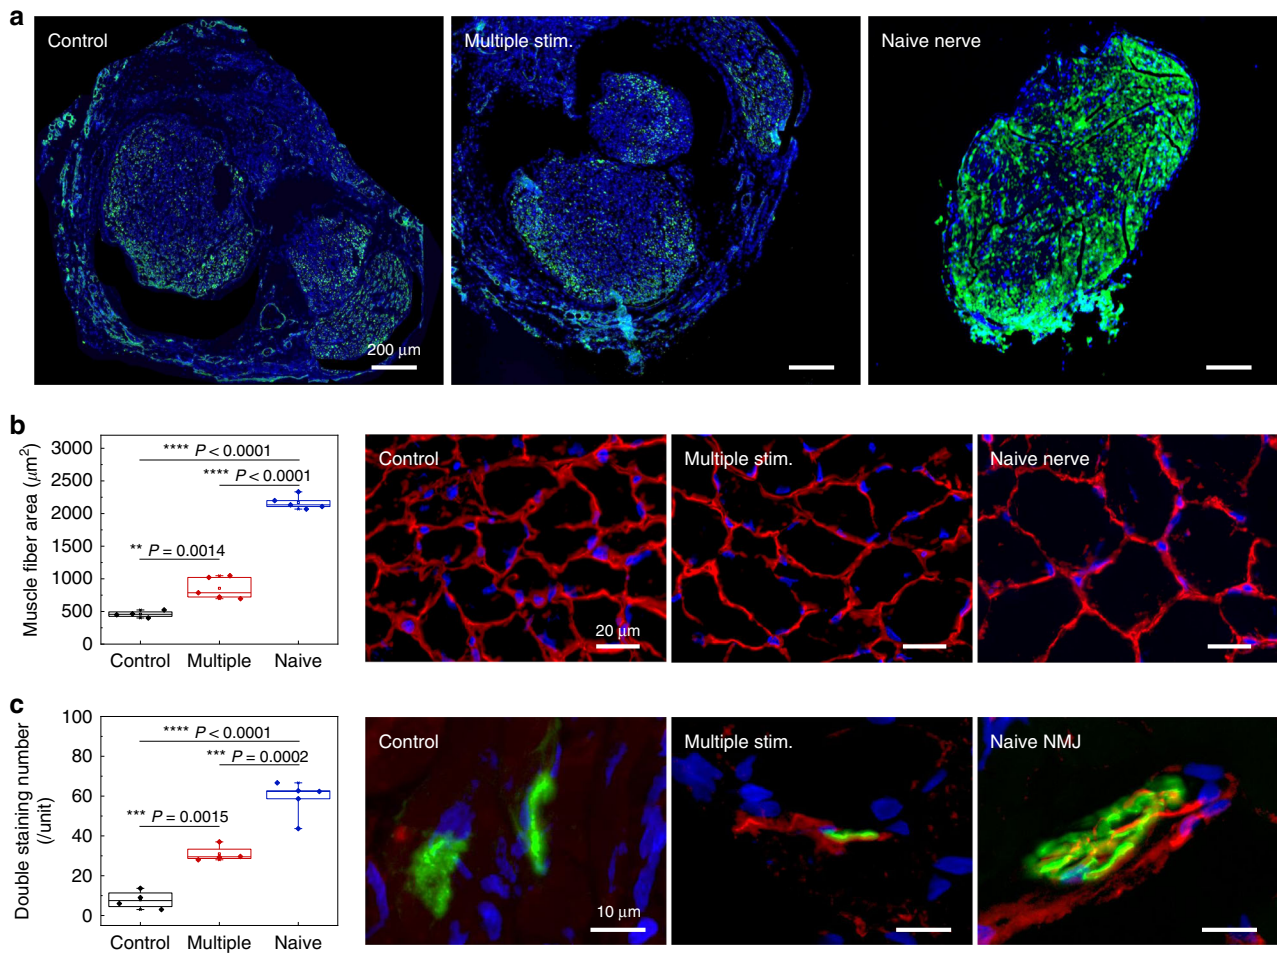 a
Control
Multiple stim.
Naive nerve
200 μm
b
Muscle fiber area (μm²)
3000
2500
2000
1500
1000
500
0
**** P < 0.0001
**** P < 0.0001
** P = 0.0014
Control Multiple Naive
Control
Multiple stim.
Naive nerve
20 μm
c
Double staining number
(/unit)
100
80
60
40
20
0
**** P < 0.0001
*** P = 0.0002
*** P = 0.0015
Control Multiple Naive
Control
Multiple stim.
Naive NMJ
10 μm